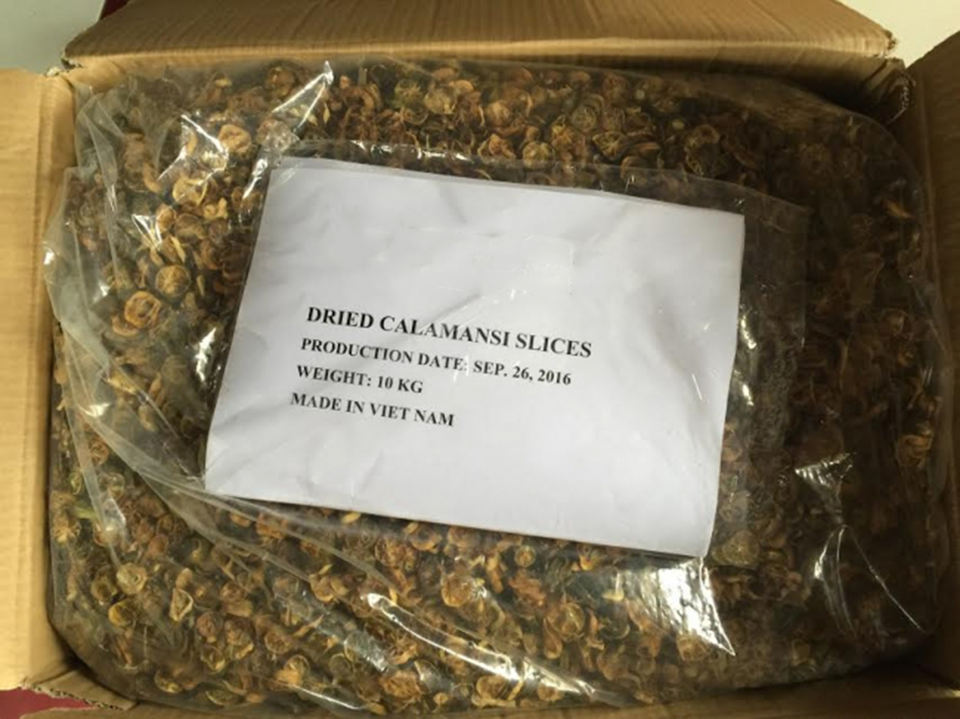 DRIED CALAMANSI SLICES
PRODUCTION DATE: SEP. 26, 2016
WEIGHT: 10 KG
MADE IN VIET NAM